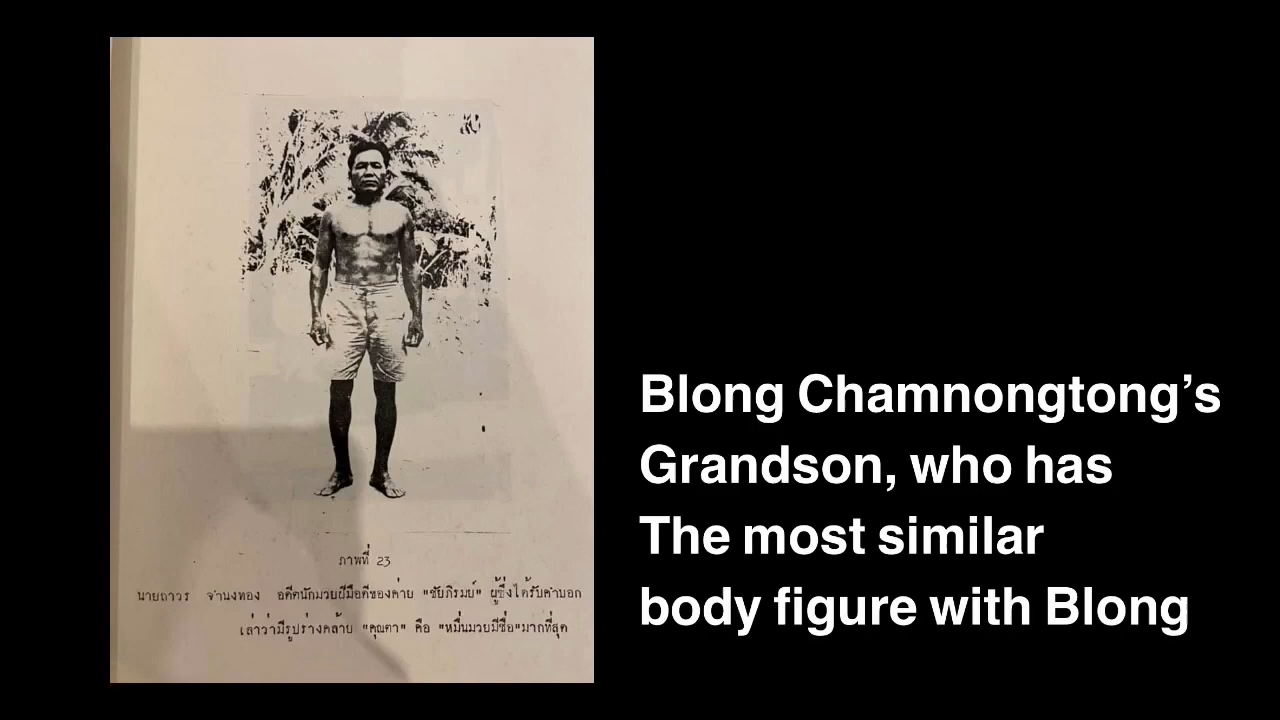 ภาพที่ 23
นายถาวร จำนงทอง อดีตนักมวยฝีมือดีของค่าย "ชัยภิรมย์" ผู้ซึ่งได้รับคำบอก
เล่าว่ามีรูปร่างคล้าย "คุณตา" คือ "หมื่นมวยมีชื่อ"มากที่สุด
Blong Chamnongtong’s
Grandson, who has
The most similar
body figure with Blong